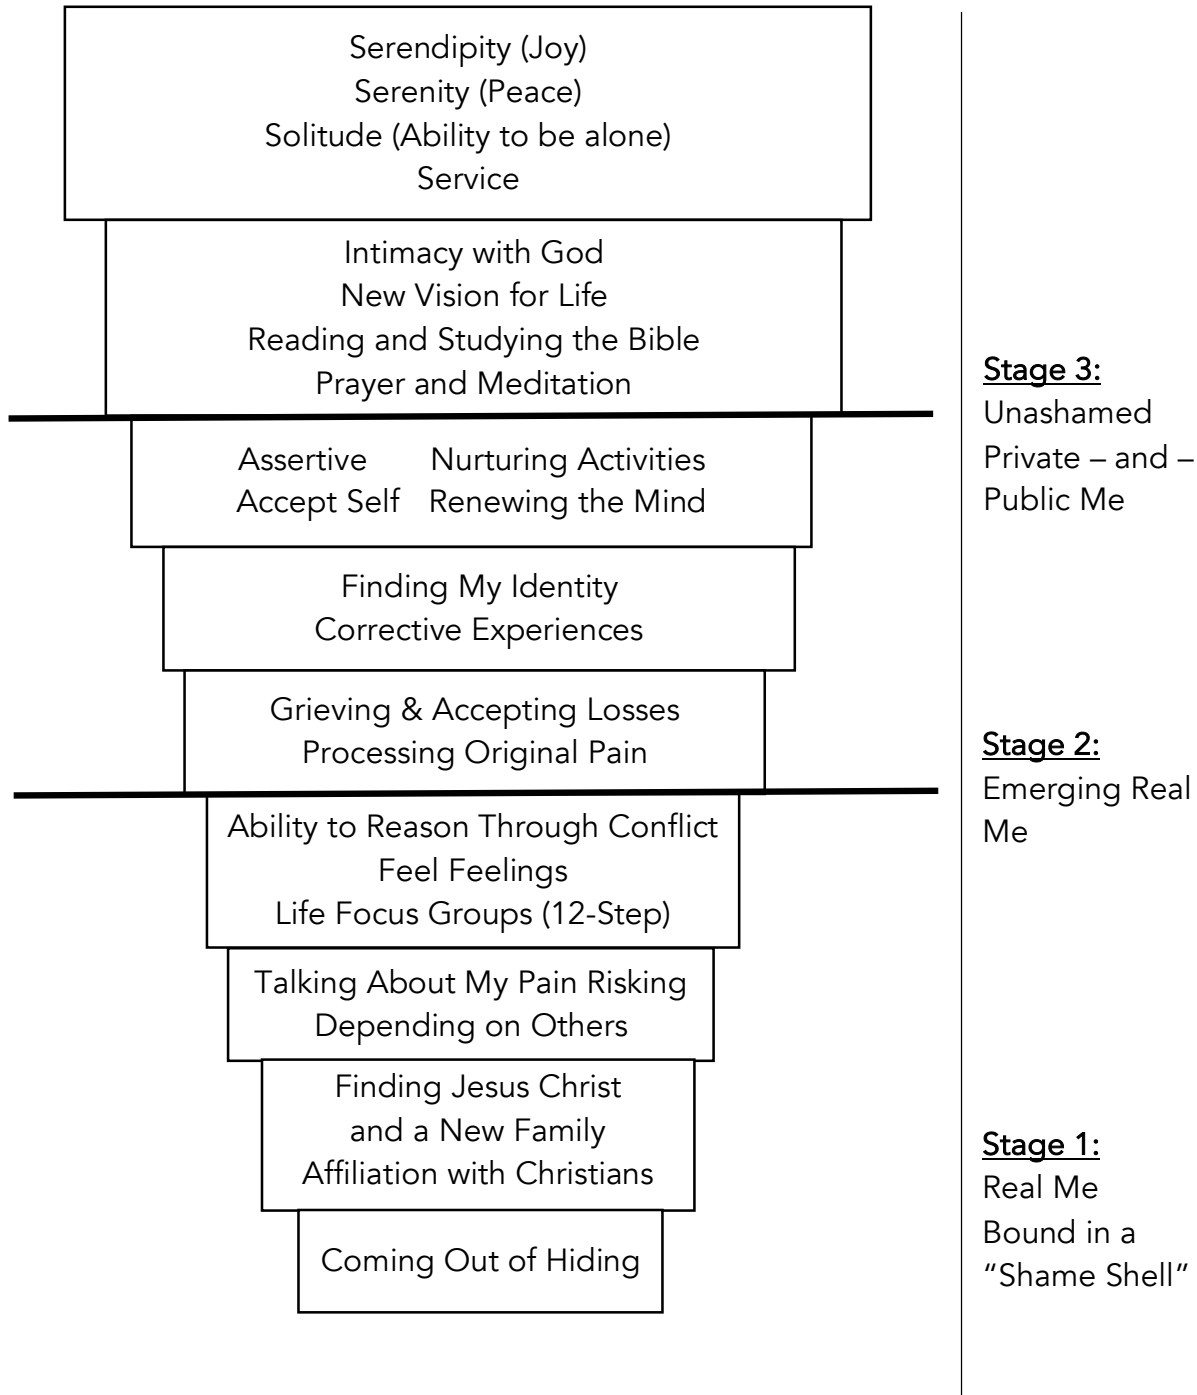 Serendipity (Joy)
Serenity (Peace)
Solitude (Ability to be alone)
Service
Intimacy with God
New Vision for Life
Reading and Studying the Bible
Prayer and Meditation
Assertive Nurturing Activities
Accept Self Renewing the Mind
Finding My Identity
Corrective Experiences
Grieving & Accepting Losses
Processing Original Pain
Ability to Reason Through Conflict
Feel Feelings
Life Focus Groups (12-Step)
Talking About My Pain Risking
Depending on Others
Finding Jesus Christ
and a New Family
Affiliation with Christians
Coming Out of Hiding
Stage 3:
Unashamed
Private – and –
Public Me
Stage 2:
Emerging Real
Me
Stage 1:
Real Me
Bound in a
“Shame Shell”